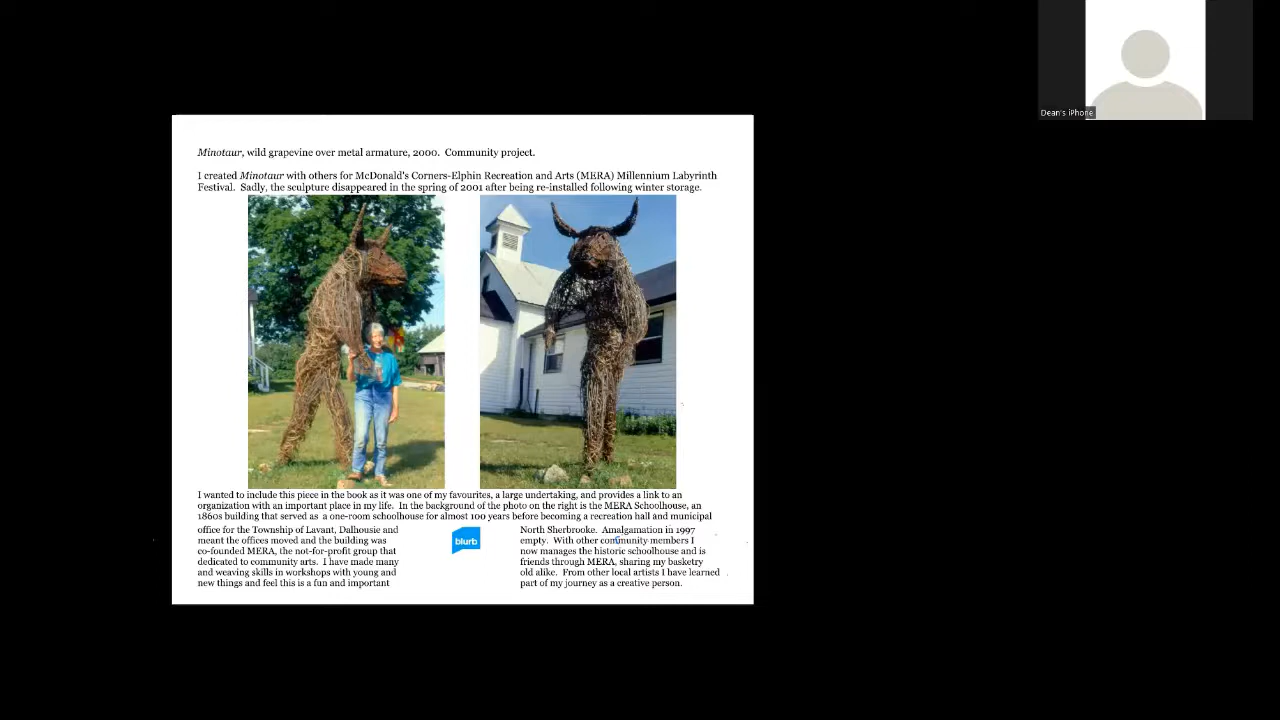 Dean's iPhone
Minotaur, wild grapevine over metal armature, 2000. Community project.
I created Minotaur with others for McDonald's Corners-Elphin Recreation and Arts (MERA) Millennium Labyrinth
Festival. Sadly, the sculpture disappeared in the spring of 2001 after being re-installed following winter storage.
I wanted to include this piece in the book as it was one of my favourites, a large undertaking, and provides a link to an
organization with an important place in my life. In the background of the photo on the right is the MERA Schoolhouse, an
1860s building that served as a one-room schoolhouse for almost 100 years before becoming a recreation hall and municipal
office for the Township of Lavant, Dalhousie and North Sherbrooke. Amalgamation in 1997
meant the offices moved and the building was empty. With other community members I
co-founded MERA, the not-for-profit group that now manages the historic schoolhouse and is
dedicated to community arts. I have made many friends through MERA, sharing my basketry
and weaving skills in workshops with young and old alike. From other local artists I have learned
new things and feel this is a fun and important part of my journey as a creative person.
blurb